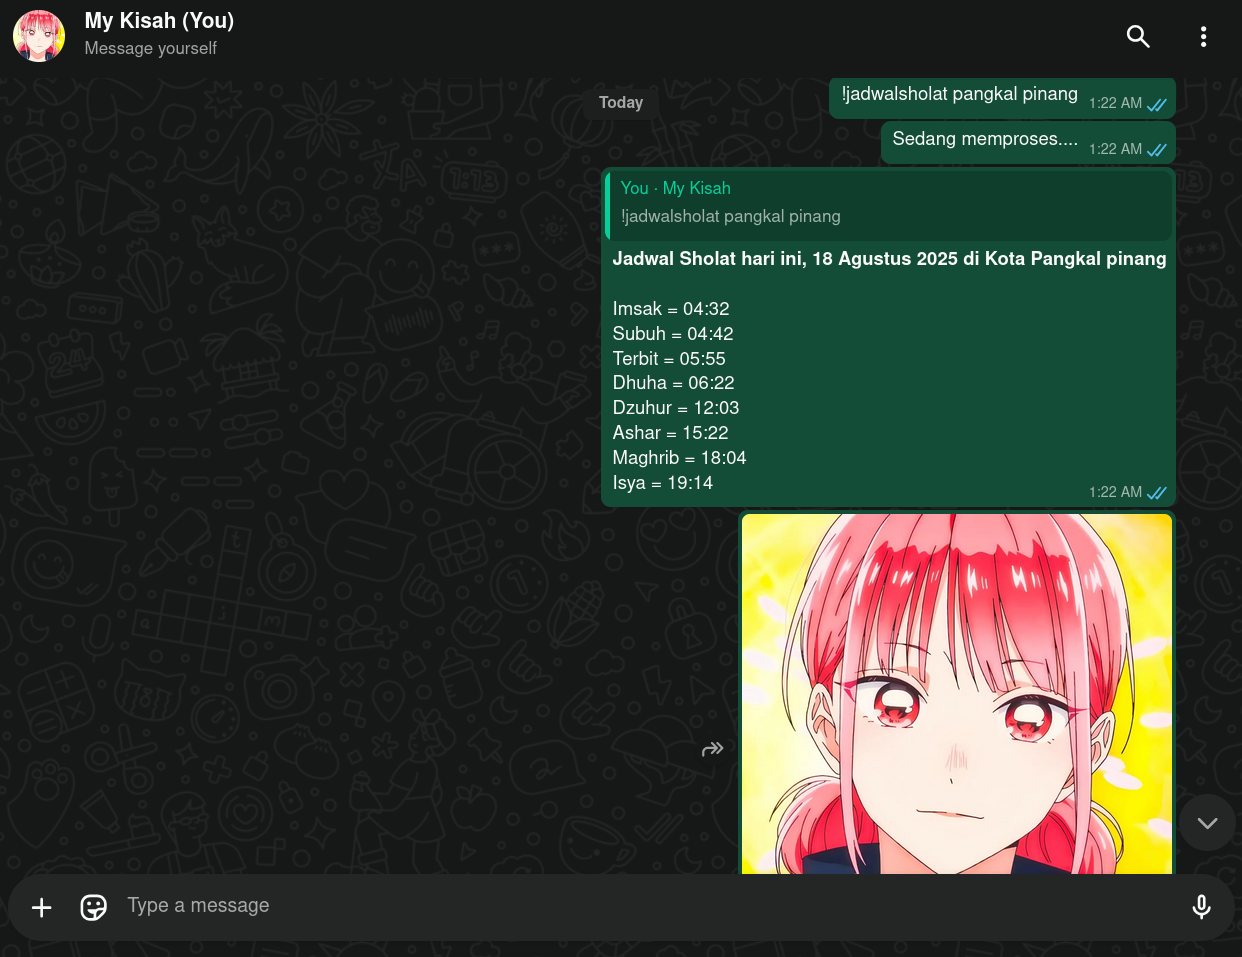 My Kisah (You)
Message yourself
Today
!jadwalsholat pangkal pinang 1:22 AM
Sedang memproses.... 1:22 AM
You · My Kisah
!jadwalsholat pangkal pinang
Jadwal Sholat hari ini, 18 Agustus 2025 di Kota Pangkal pinang
Imsak = 04:32
Subuh = 04:42
Terbit = 05:55
Dhuha = 06:22
Dzuhur = 12:03
Ashar = 15:22
Maghrib = 18:04
Isya = 19:14
1:22 AM
Type a message